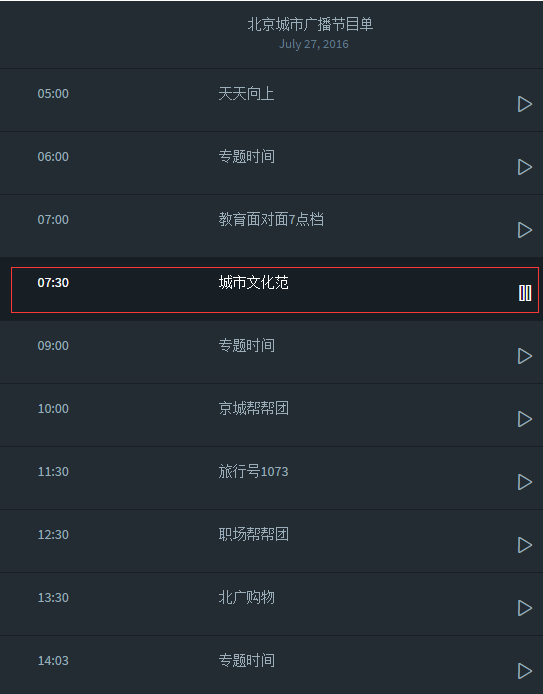 北京城市广播节目单
July 27, 2016
05:00 天天向上
06:00 专题时间
07:00 教育面对面7点档
07:30 城市文化范
09:00 专题时间
10:00 京城帮帮团
11:30 旅行号1073
12:30 职场帮帮团
13:30 北广购物
14:03 专题时间